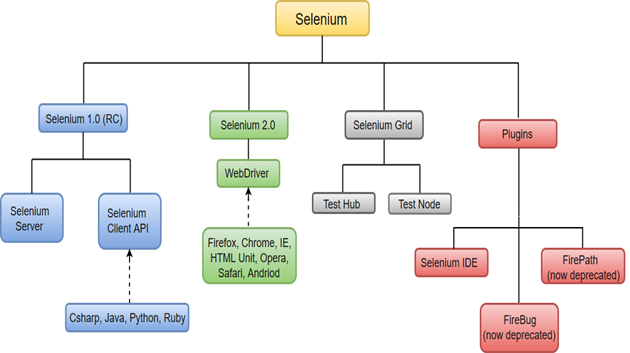 Selenium
Selenium 1.0 (RC)
Selenium 2.0
Selenium Grid
Plugins
WebDriver
Selenium
Server
Selenium
Client API
Test Hub
Test Node
Firefox, Chrome, IE,
HTML Unit, Opera,
Safari, Andriod
Selenium IDE
FirePath
(now deprecated)
Csharp, Java, Python, Ruby
FireBug
(now deprecated)